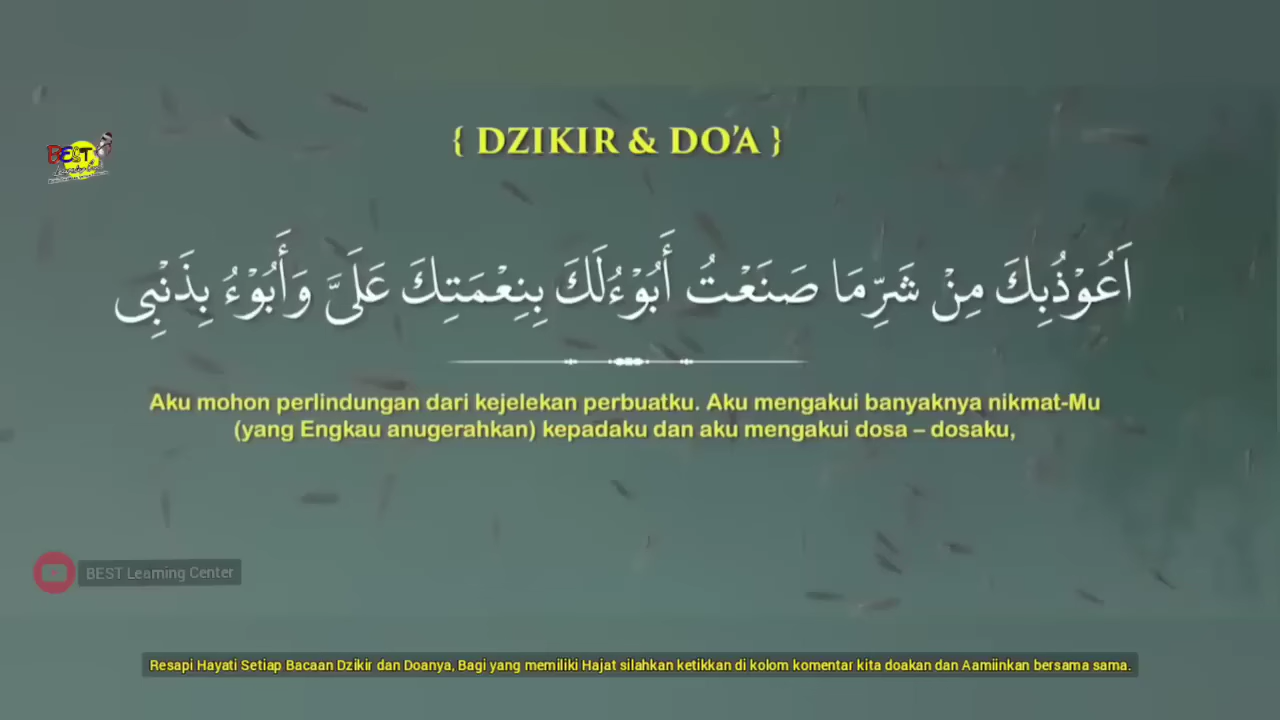 { DZIKIR & DO’A }
BEST
اَعُوْذُبِكَ مِنْ شَرِّمَا صَنَعْتُ أَبُوْءُلَكَ بِنِعْمَتِكَ عَلَىَّ وَأَبُوْءُ بِذَنْبِى
Aku mohon perlindungan dari kejelekan perbuatku. Aku mengakui banyaknya nikmat-Mu
(yang Engkau anugerahkan) kepadaku dan aku mengakui dosa – dosaku,
BEST Learning Center
Resapi Hayati Setiap Bacaan Dzikir dan Doanya, Bagi yang memiliki Hajat silahkan ketikkan di kolom komentar kita doakan dan Aamiinkan bersama sama.